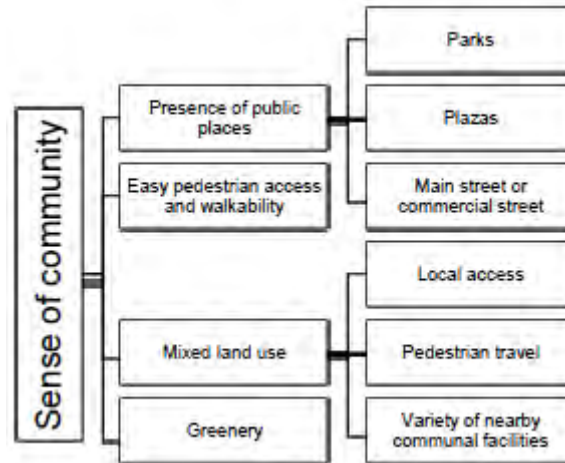 Sense of community
Presence of public
places
Easy pedestrian access
and walkability
Mixed land use
Greenery
Parks
Plazas
Main street or
commercial street
Local access
Pedestrian travel
Variety of nearby
communal facilities